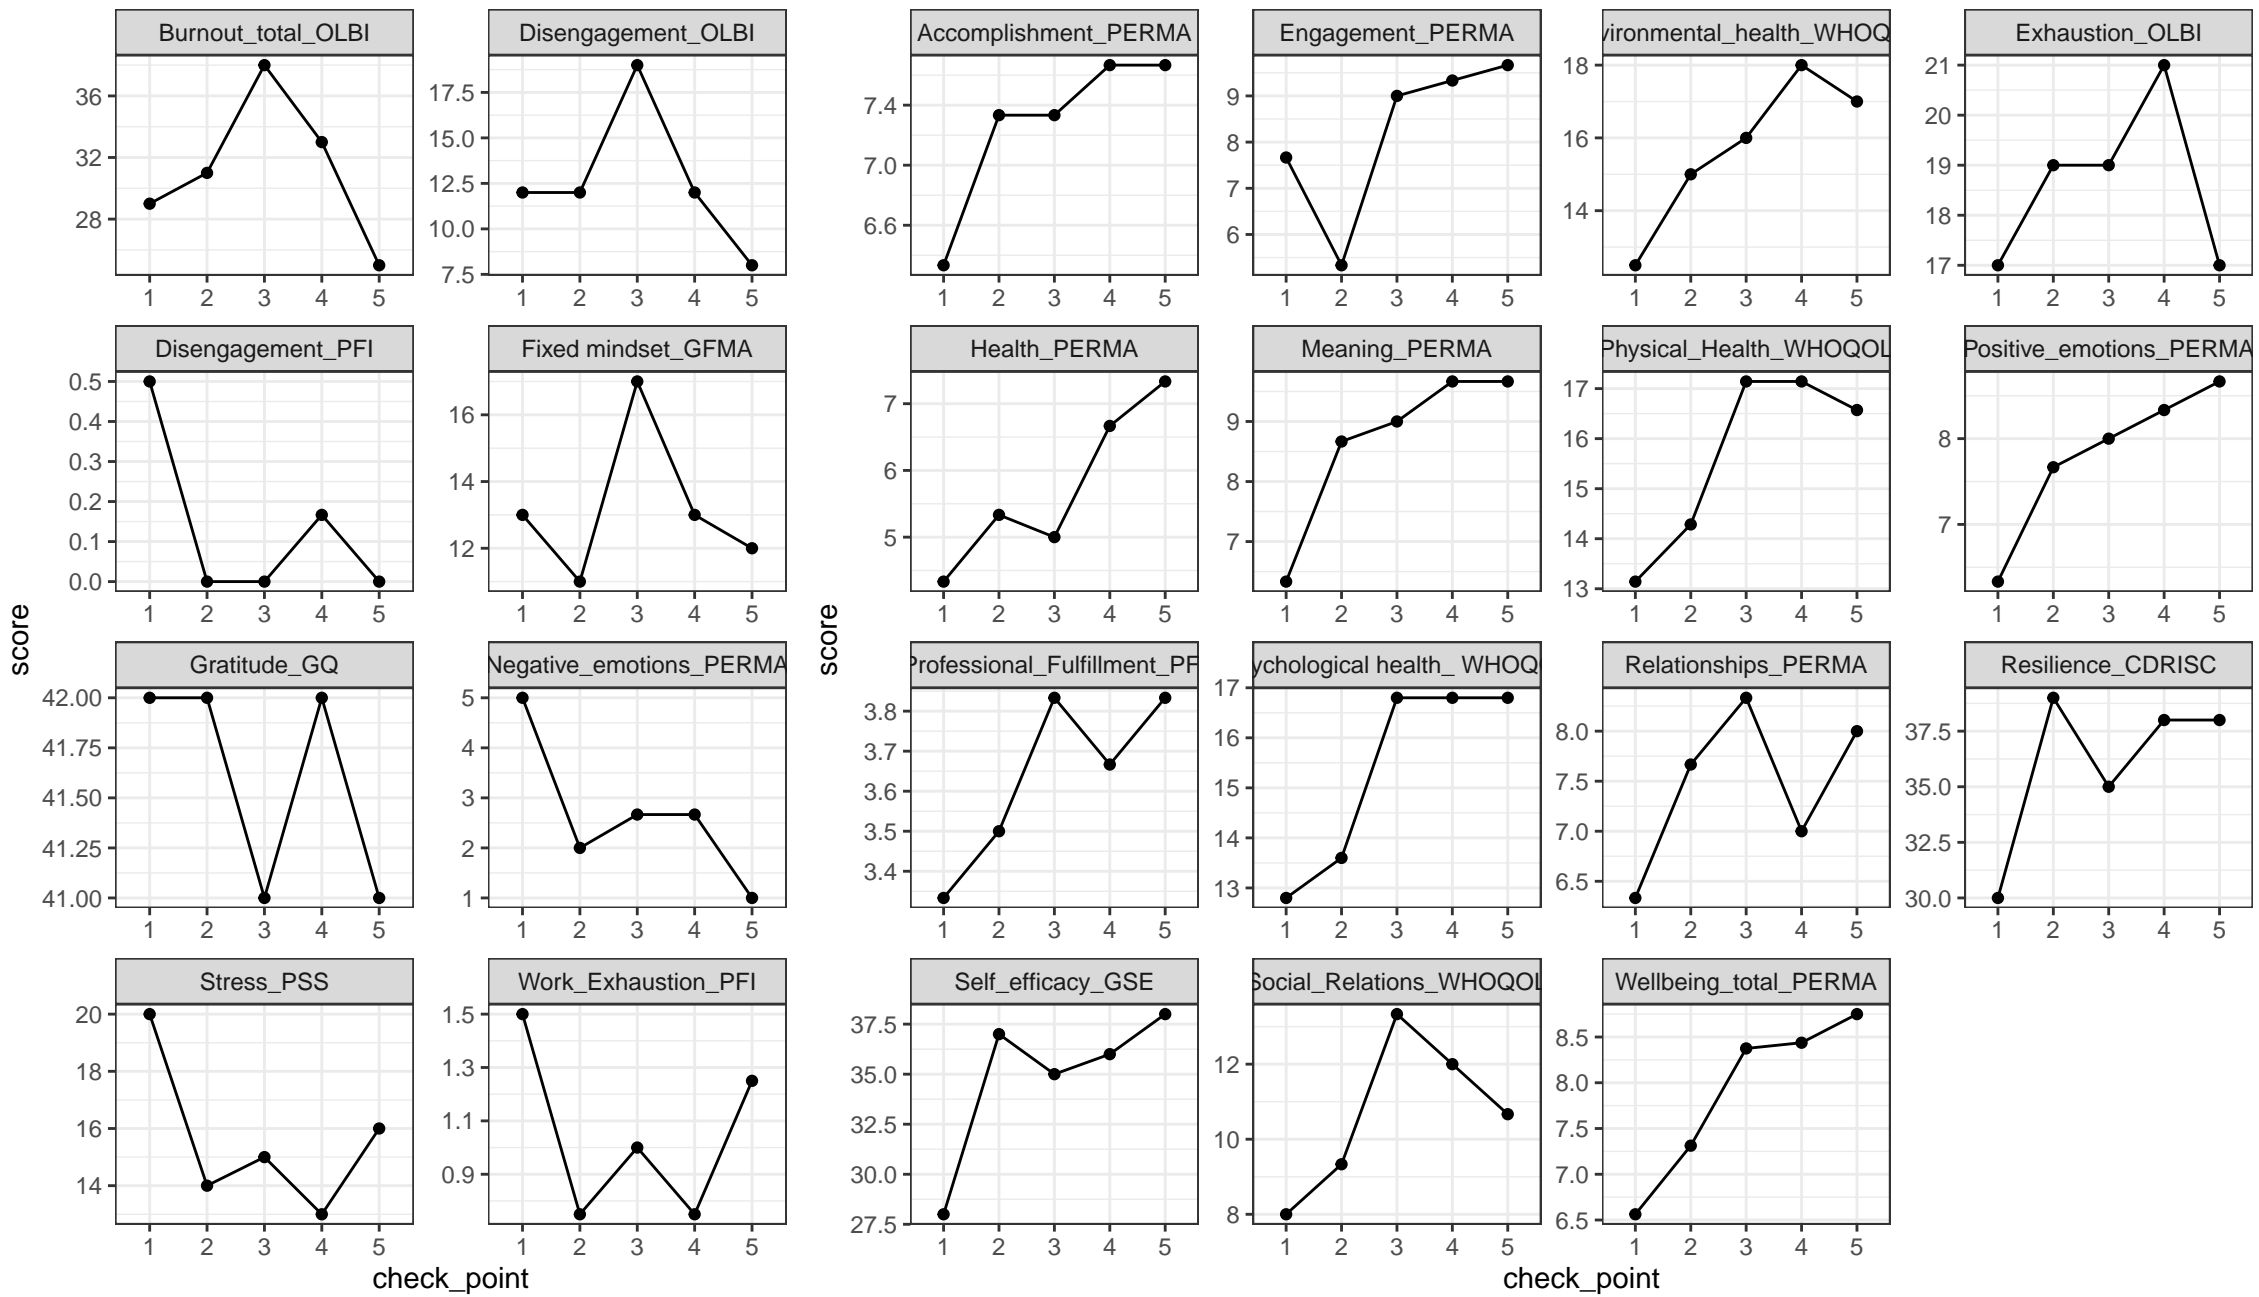 Burnout_total_OLBI
Disengagement_OLBI
Accomplishment_PERMA
Engagement_PERMA
vironmental_health_WHOQ
Exhaustion_OLBI
36
32
28
1 2 3 4 5
17.5
15.0
12.5
10.0
7.5
1 2 3 4 5
7.4
7.0
6.6
1 2 3 4 5
9
8
7
6
1 2 3 4 5
18
16
14
1 2 3 4 5
21
20
19
18
17
1 2 3 4 5
Disengagement_PFI
Fixed mindset_GFMA
Health_PERMA
Meaning_PERMA
Physical_Health_WHOQOL
Positive_emotions_PERMA
0.5
0.4
0.3
0.2
0.1
0.0
1 2 3 4 5
16
14
12
1 2 3 4 5
7
6
5
1 2 3 4 5
9
8
7
1 2 3 4 5
17
16
15
14
13
1 2 3 4 5
8
7
1 2 3 4 5
score
score
Gratitude_GQ
Negative_emotions_PERMA
Professional_Fulfillment_PF
ychological health_ WHOQ
Relationships_PERMA
Resilience_CDRISC
42.00
41.75
41.50
41.25
41.00
1 2 3 4 5
5
4
3
2
1
1 2 3 4 5
3.8
3.7
3.6
3.5
3.4
1 2 3 4 5
17
16
15
14
13
1 2 3 4 5
8.0
7.5
7.0
6.5
1 2 3 4 5
37.5
35.0
32.5
30.0
1 2 3 4 5
Stress_PSS
Work_Exhaustion_PFI
Self_efficacy_GSE
Social_Relations_WHOQOL
Wellbeing_total_PERMA
20
18
16
14
1 2 3 4 5
1.5
1.3
1.1
0.9
1 2 3 4 5
37.5
35.0
32.5
30.0
27.5
1 2 3 4 5
12
10
8
1 2 3 4 5
8.5
8.0
7.5
7.0
6.5
1 2 3 4 5
check_point
check_point